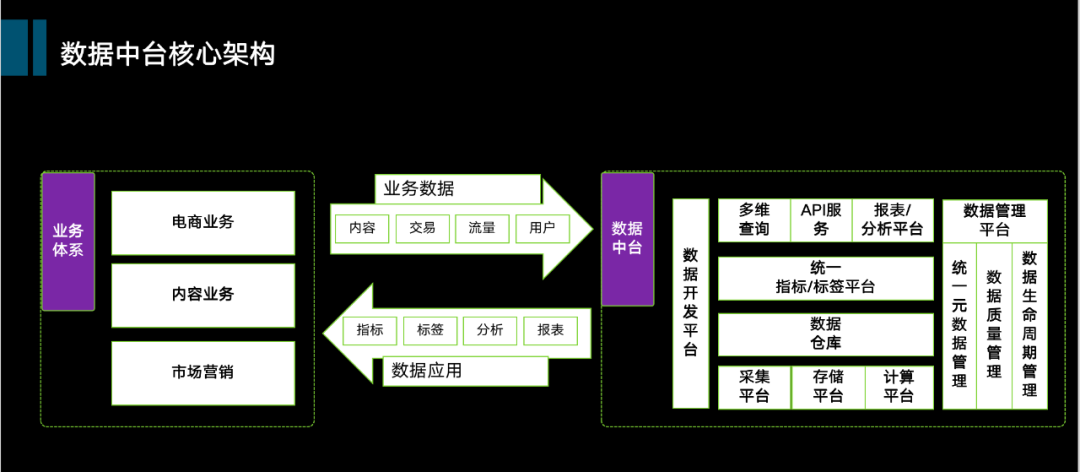 数据中台核心架构
业务
体系
电商业务
内容业务
市场营销
业务数据
内容
交易
流量
用户
指标
标签
分析
报表
数据应用
数据
中台
数据开发平台
多维
查询
API服
务
报表/
分析平台
统一
指标/标签平台
数据
仓库
采集
平台
存储
平台
计算
平台
数据管理
平台
统一元数据管理
数据质量管理
数据生命周期管理